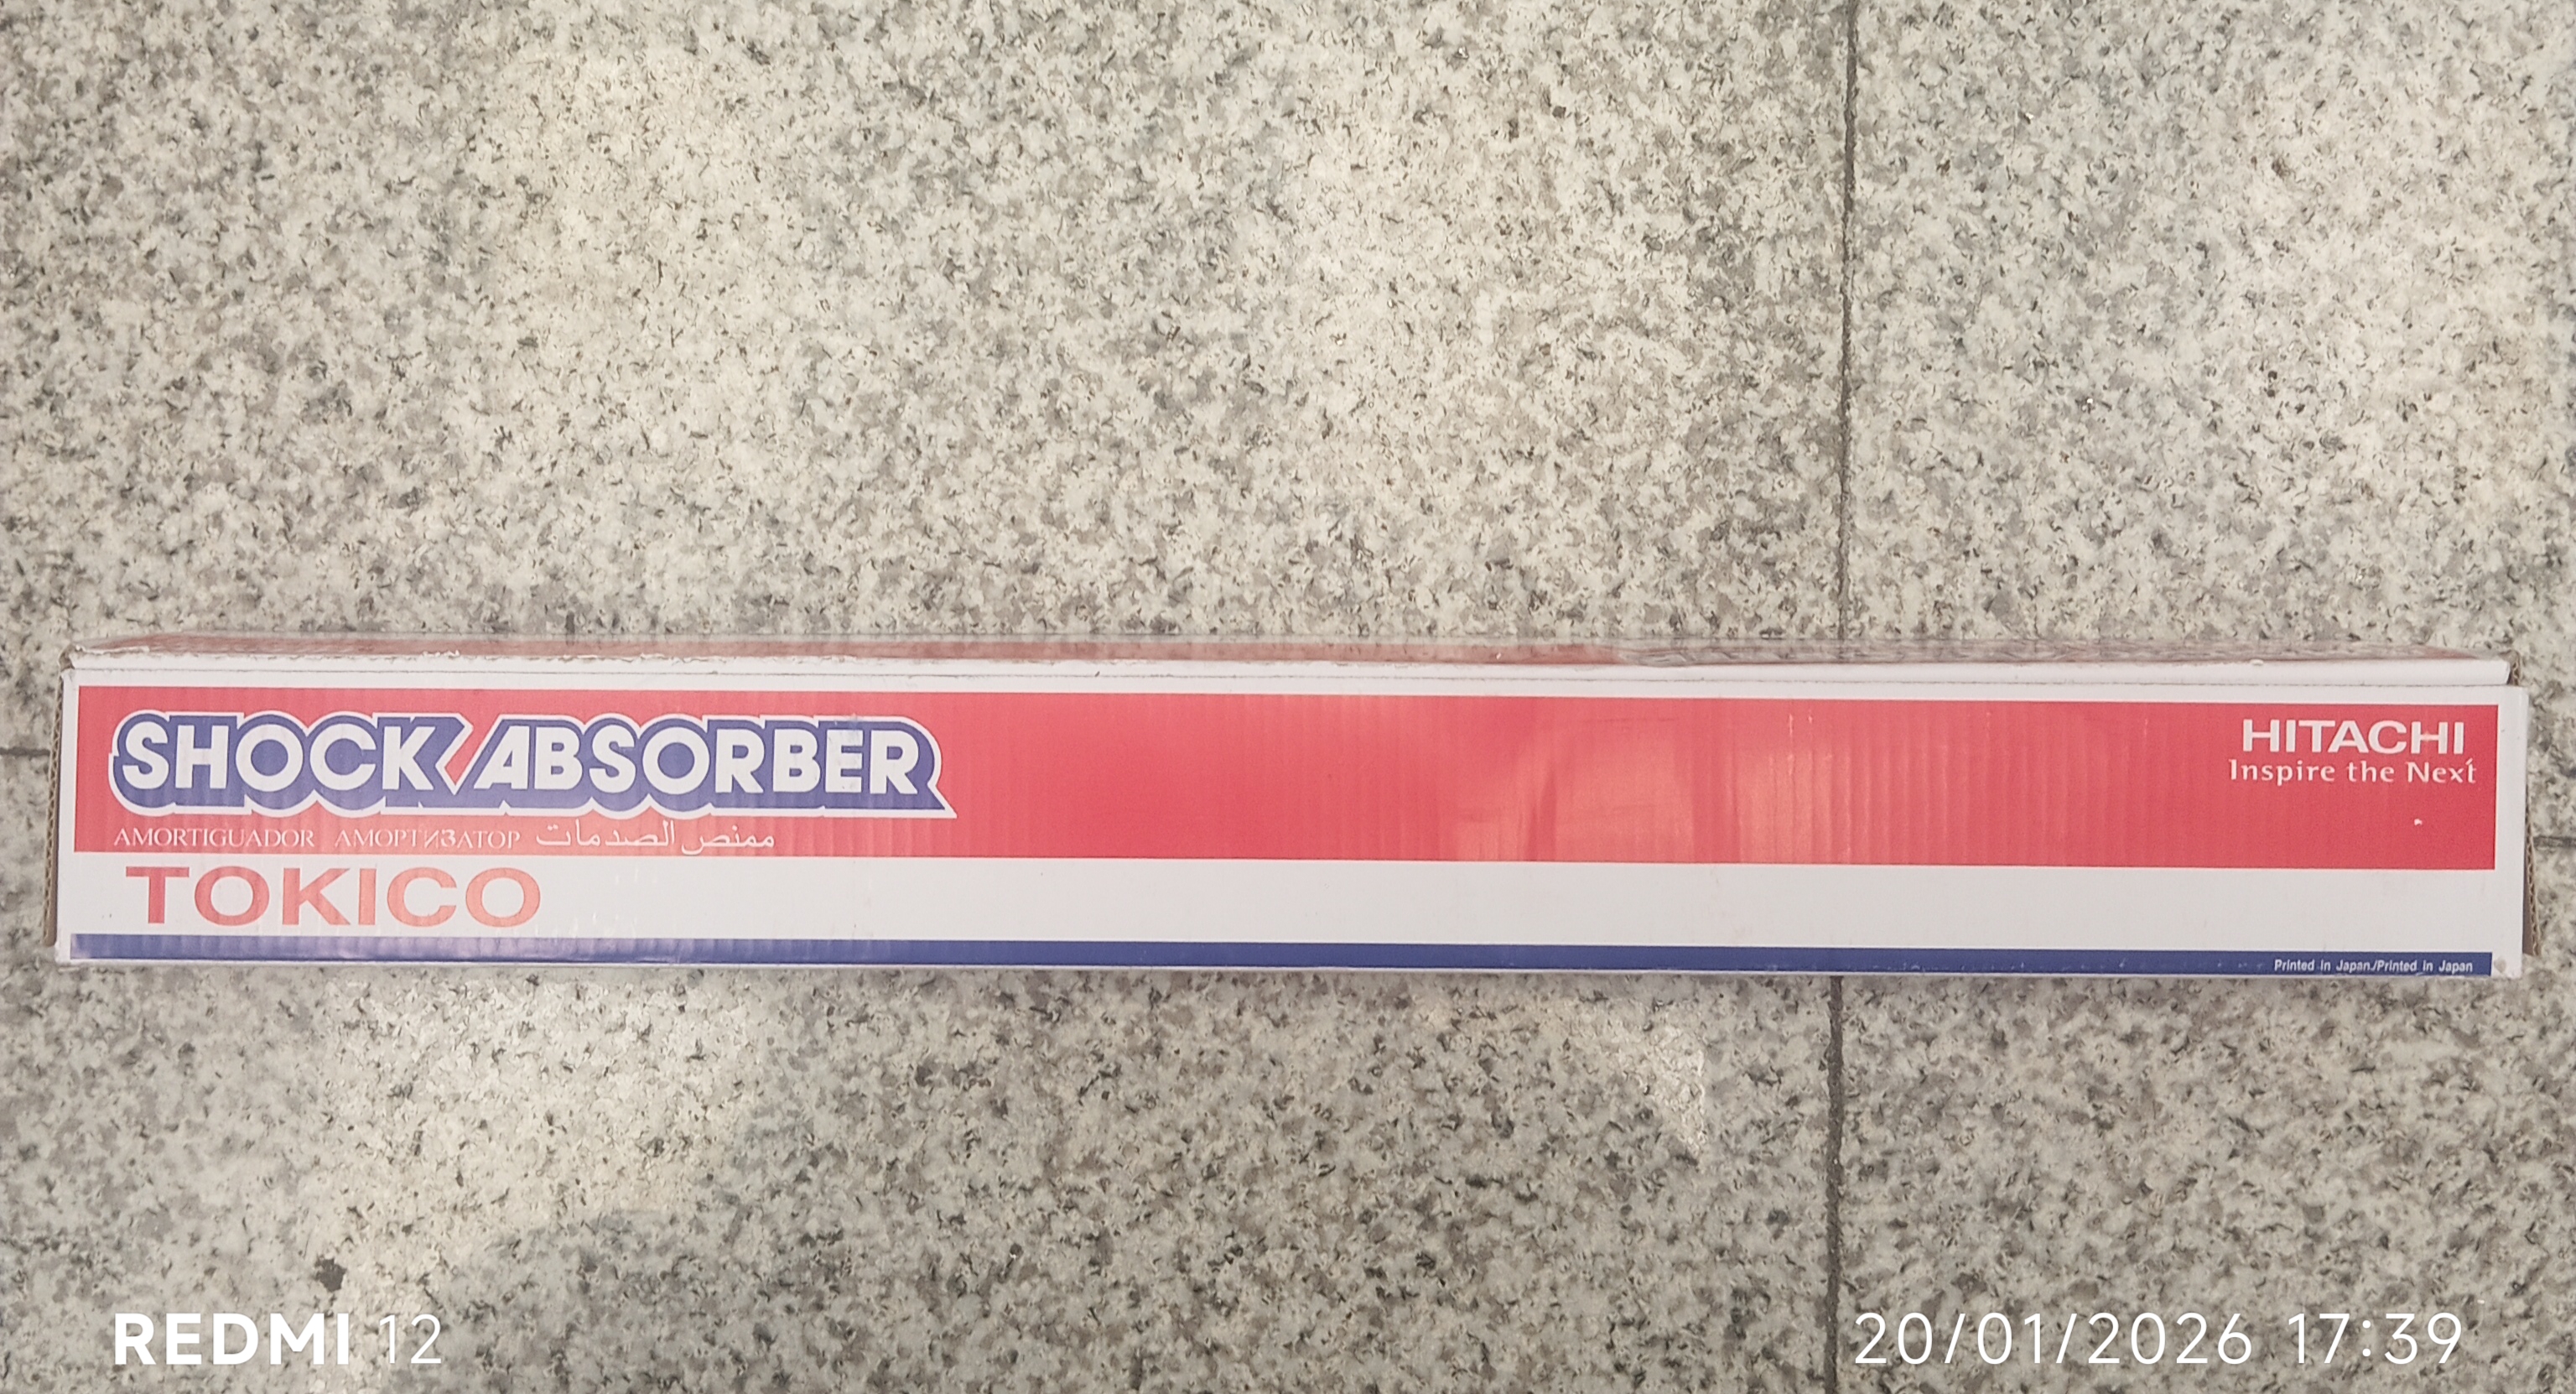 SHOCK ABSORBER
AMORTIGUADOR АМОРТИЗАТОР ممتص الصدمات
TOKICO
HITACHI
Inspire the Next
Printed in Japan./Printed in Japan
REDMI 12
20/01/2026 17:39